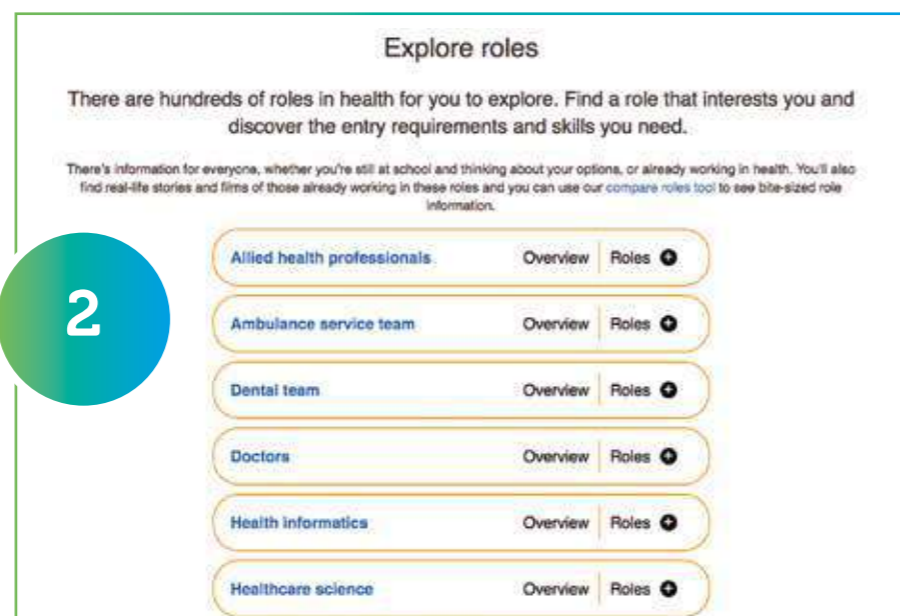 Explore roles
There are hundreds of roles in health for you to explore. Find a role that interests you and
discover the entry requirements and skills you need.
There's information for everyone, whether you're still at school and thinking about your options, or already working in health. You'll also
find real-life stories and films of those already working in these roles and you can use our compare roles tool to see bite-sized role
information.
Allied health professionals Overview Roles
2
Ambulance service team Overview Roles
Dental team Overview Roles
Doctors Overview Roles
Health informatics Overview Roles
Healthcare science Overview Roles